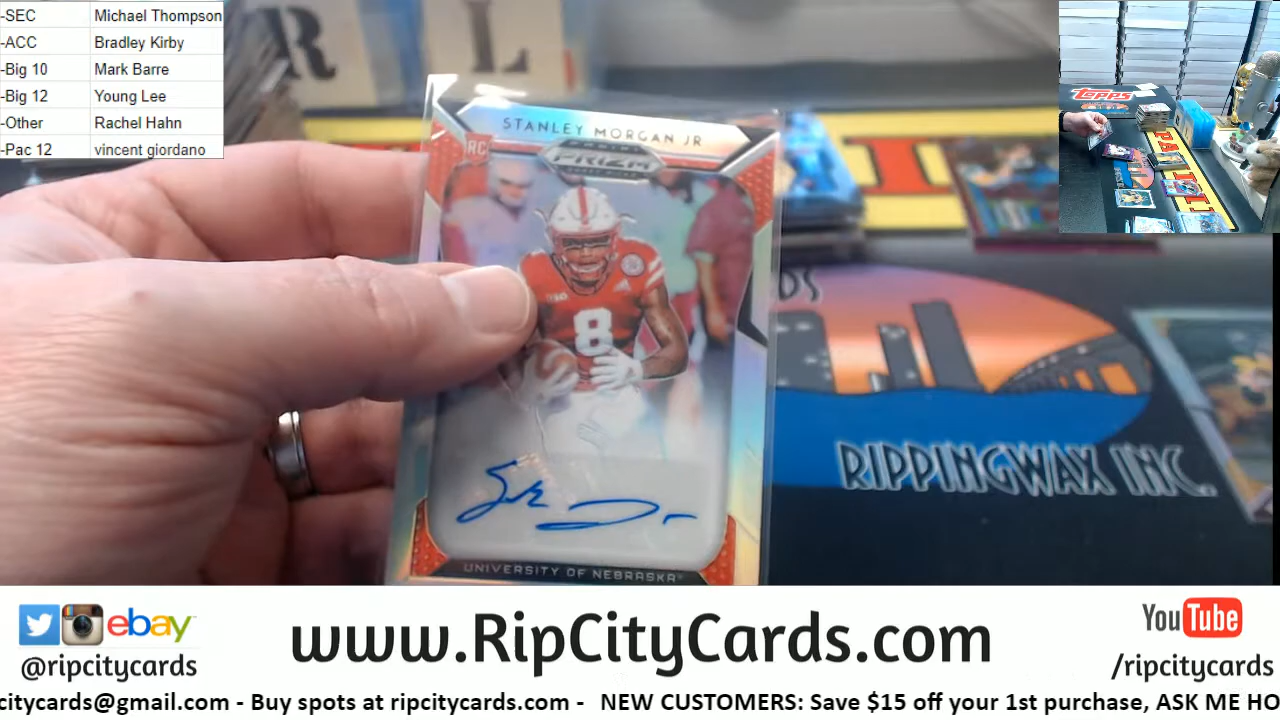 -SEC Michael Thompson
-ACC Bradley Kirby
-Big 10 Mark Barre
-Big 12 Young Lee
-Other Rachel Hahn
-Pac 12 vincent giordano
R L
STANLEY MORGAN JR
RC
PANINI
PRIZM
8
UNIVERSITY OF NEBRASKA
topps
RIPPINGWAX INC.
ebay
@ripcitycards
www.RipCityCards.com
YouTube
/ripcitycards
citycards@gmail.com - Buy spots at ripcitycards.com - NEW CUSTOMERS: Save $15 off your 1st purchase, ASK ME HO